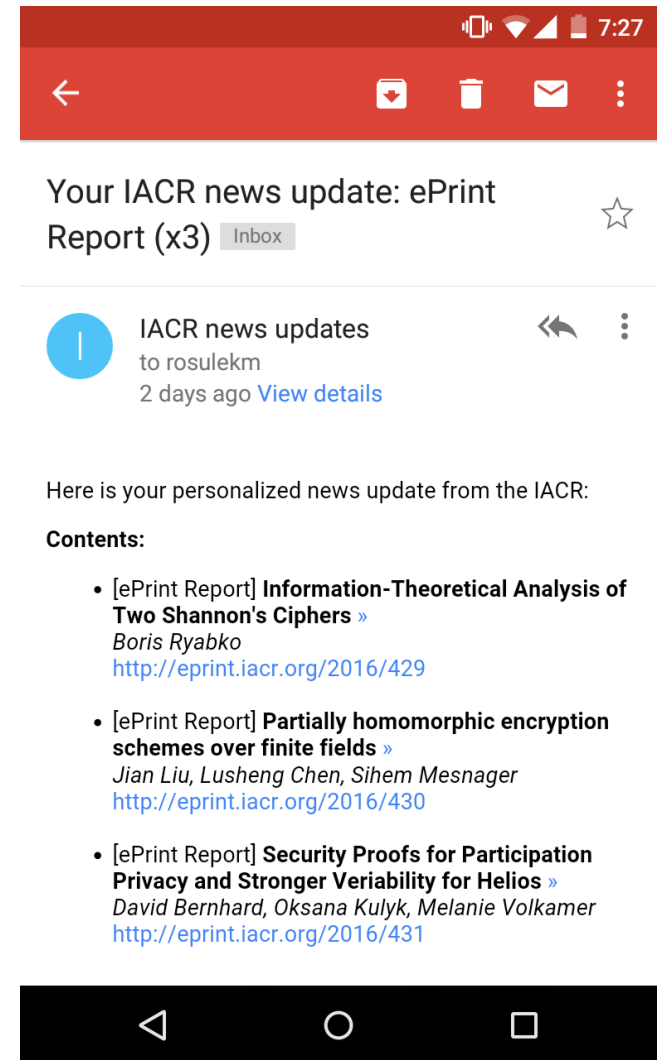 7:27
Your IACR news update: ePrint
Report (x3) Inbox
I
IACR news updates
to rosulekm
2 days ago View details
Here is your personalized news update from the IACR:
Contents:
• [ePrint Report] Information-Theoretical Analysis of
Two Shannon's Ciphers »
Boris Ryabko
http://eprint.iacr.org/2016/429
• [ePrint Report] Partially homomorphic encryption
schemes over finite fields »
Jian Liu, Lusheng Chen, Sihem Mesnager
http://eprint.iacr.org/2016/430
• [ePrint Report] Security Proofs for Participation
Privacy and Stronger Veriability for Helios »
David Bernhard, Oksana Kulyk, Melanie Volkamer
http://eprint.iacr.org/2016/431